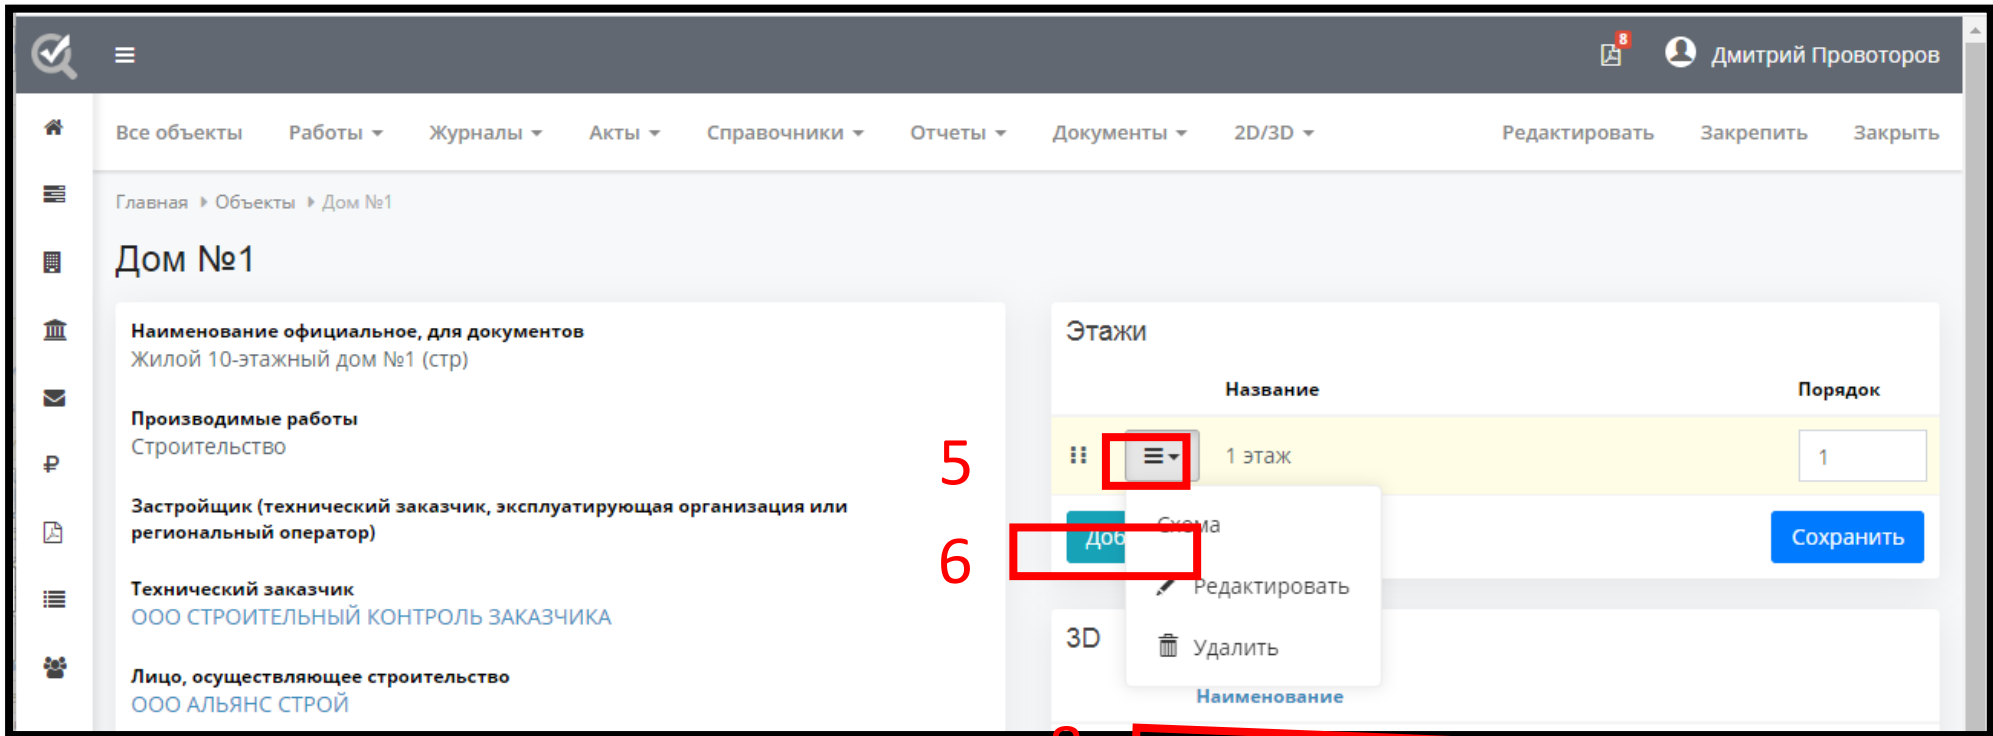 8
Дмитрий Провоторов
Все объекты Работы Журналы Акты Справочники Отчеты Документы 2D/3D Редактировать Закрепить Закрыть
Главная Объекты Дом №1
Дом №1
Наименование официальное, для документов
Жилой 10-этажный дом №1 (стр)
Производимые работы
Строительство
Застройщик (технический заказчик, эксплуатирующая организация или
региональный оператор)
Технический заказчик
ООО СТРОИТЕЛЬНЫЙ КОНТРОЛЬ ЗАКАЗЧИКА
Лицо, осуществляющее строительство
ООО АЛЬЯНС СТРОЙ
Этажи
Название Порядок
5
1 этаж 1
6
Доб
Схема
Сохранить
Редактировать
Удалить
3D
Наименование